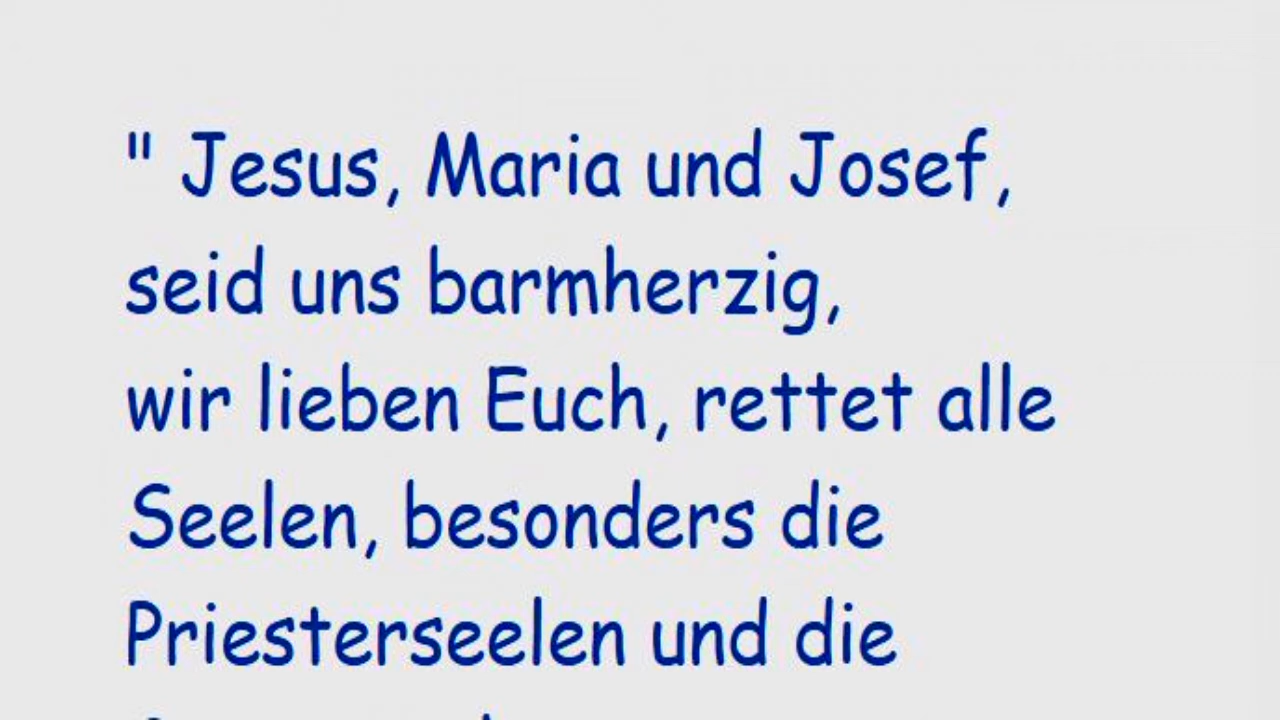 " Jesus, Maria und Josef,
seid uns barmherzig,
wir lieben Euch, rettet alle
Seelen, besonders die
Priesterseelen und die